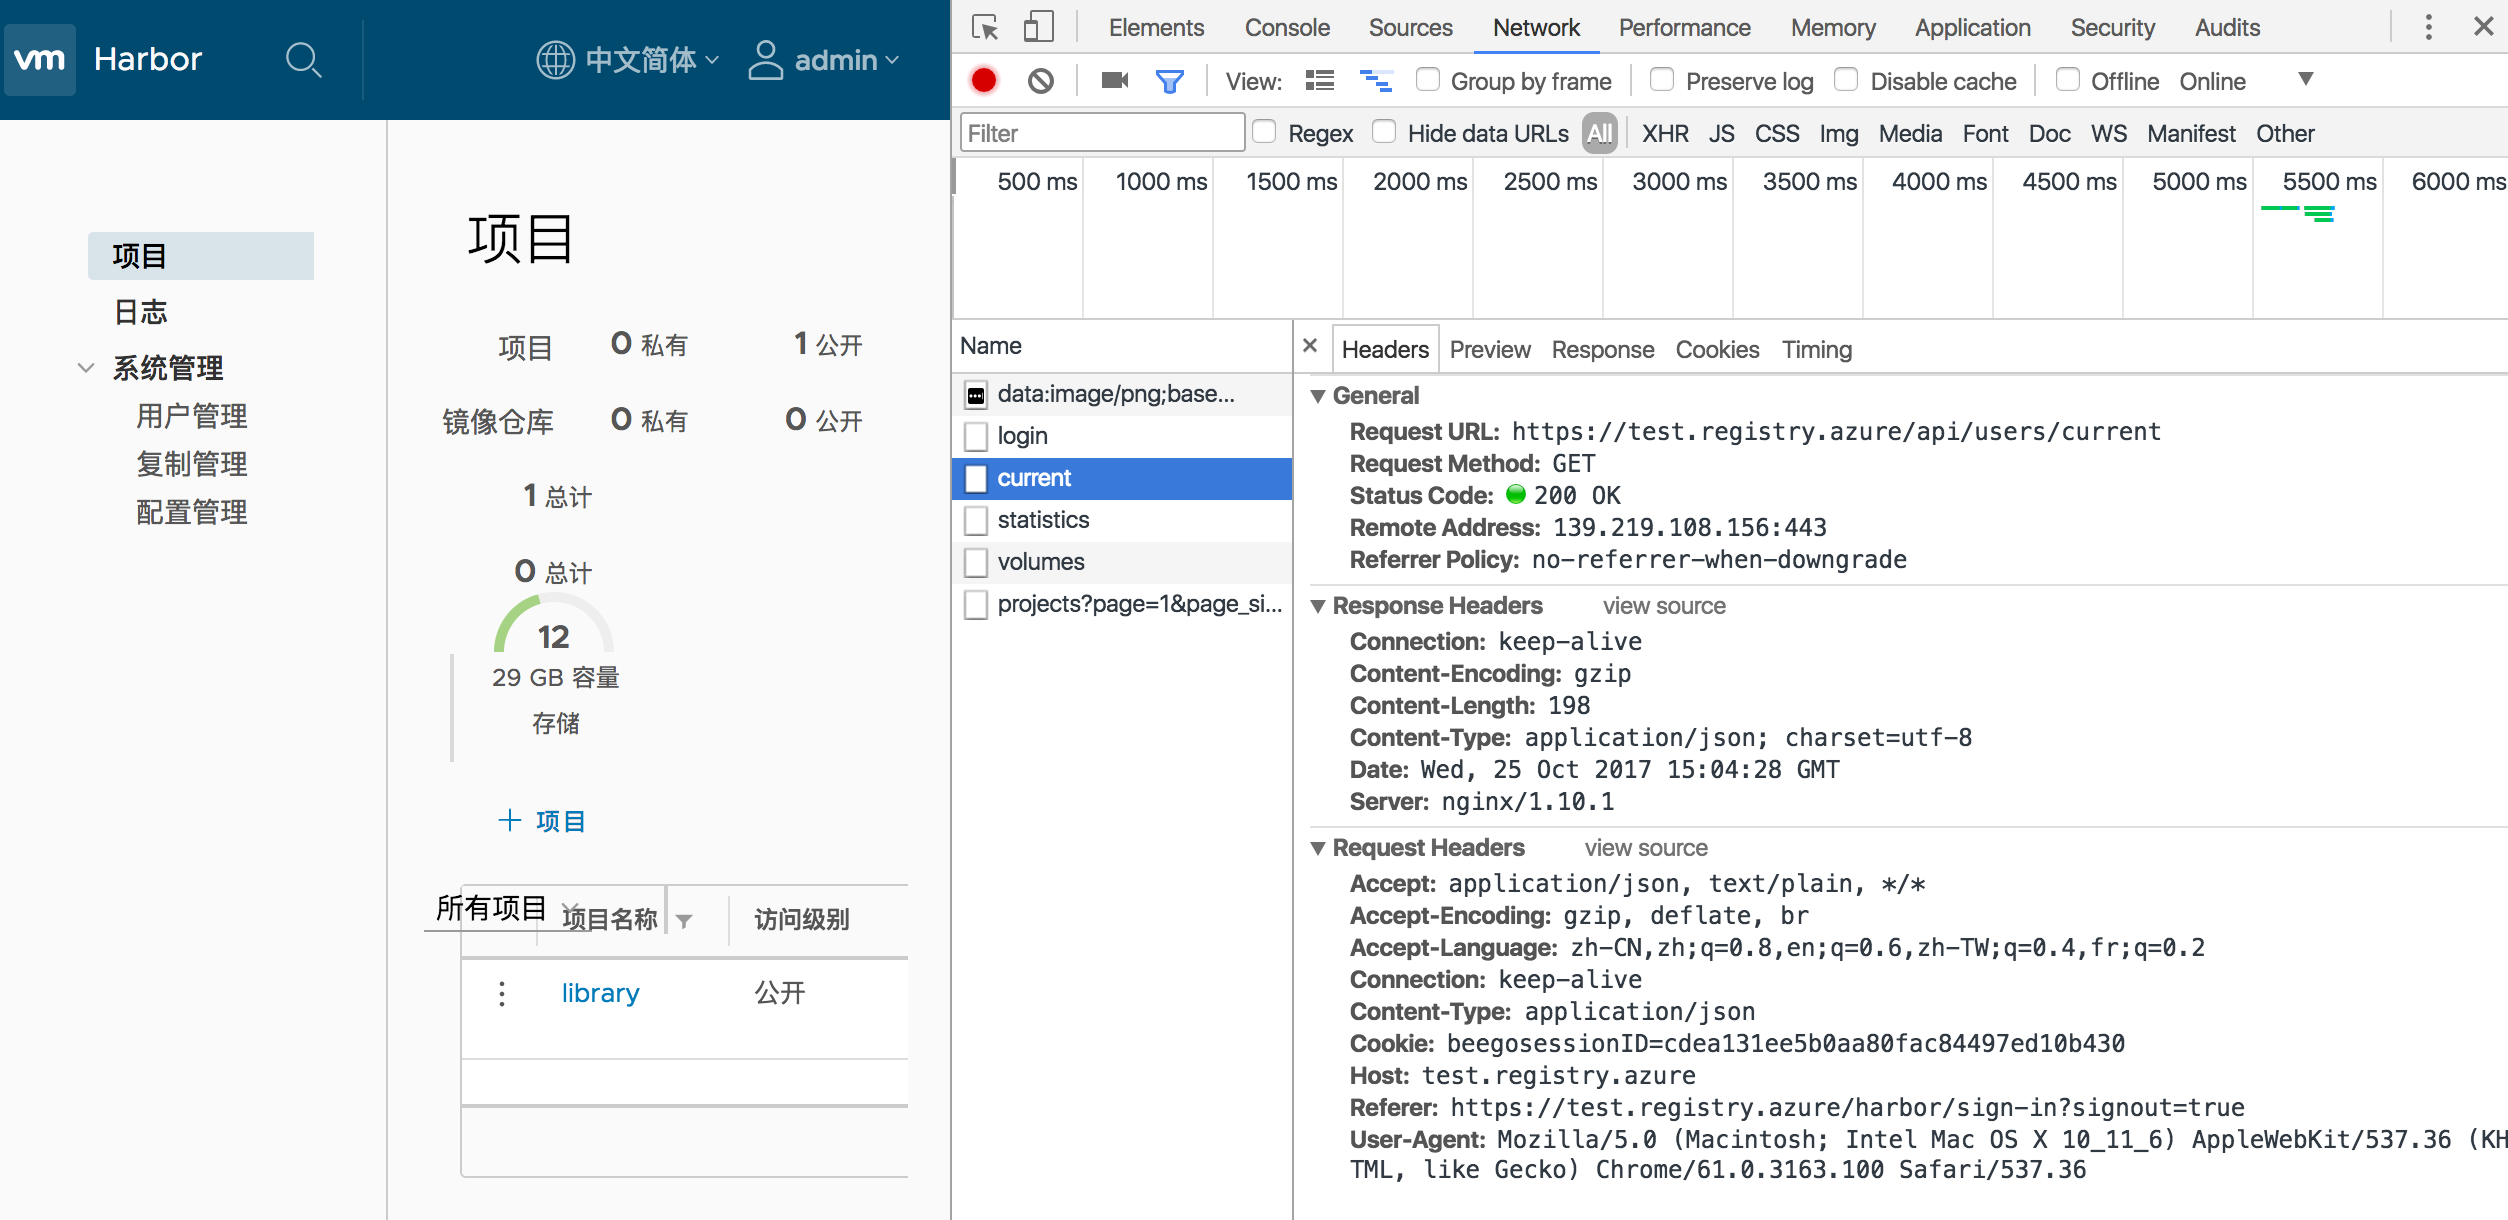 vm Harbor 中文简体 admin
项目
日志
系统管理
用户管理
复制管理
配置管理
项目
项目 0 私有 1 公开
镜像仓库 0 私有 0 公开
1 总计
0 总计
12
29 GB 容量
存储
项目
所有项目 项目名称 访问级别
library 公开
Elements Console Sources Network Performance Memory Application Security Audits
View: Group by frame Preserve log Disable cache Offline Online
Filter Regex Hide data URLs All XHR JS CSS Img Media Font Doc WS Manifest Other
500 ms 1000 ms 1500 ms 2000 ms 2500 ms 3000 ms 3500 ms 4000 ms 4500 ms 5000 ms 5500 ms 6000 ms
Name
data:image/png;base...
login
current
statistics
volumes
projects?page=1&page_si...
× Headers Preview Response Cookies Timing
General
Request URL: https://test.registry.azure/api/users/current
Request Method: GET
Status Code: 200 OK
Remote Address: 139.219.108.156:443
Referrer Policy: no-referrer-when-downgrade
Response Headers view source
Connection: keep-alive
Content-Encoding: gzip
Content-Length: 198
Content-Type: application/json; charset=utf-8
Date: Wed, 25 Oct 2017 15:04:28 GMT
Server: nginx/1.10.1
Request Headers view source
Accept: application/json, text/plain, */*
Accept-Encoding: gzip, deflate, br
Accept-Language: zh-CN,zh;q=0.8,en;q=0.6,zh-TW;q=0.4,fr;q=0.2
Connection: keep-alive
Content-Type: application/json
Cookie: beegosessionID=cdea131ee5b0aa80fac84497ed10b430
Host: test.registry.azure
Referer: https://test.registry.azure/harbor/sign-in?signout=true
User-Agent: Mozilla/5.0 (Macintosh; Intel Mac OS X 10_11_6) AppleWebKit/537.36 (KH
TML, like Gecko) Chrome/61.0.3163.100 Safari/537.36